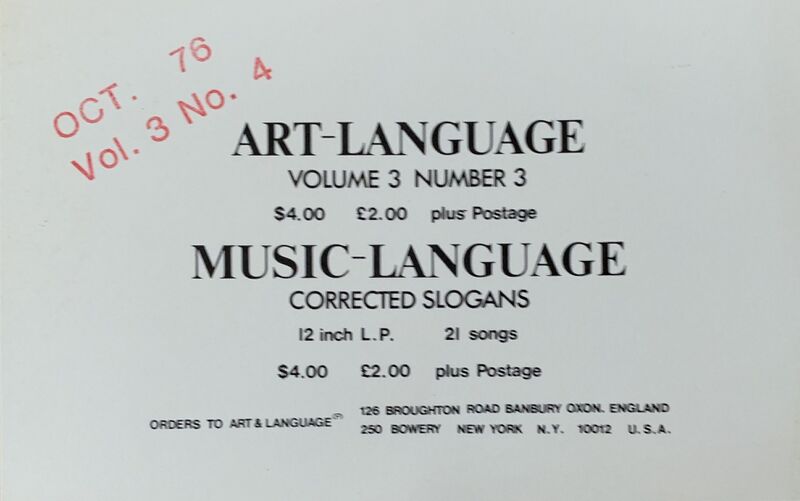 OCT. 76
Vol. 3 No. 4
ART-LANGUAGE
VOLUME 3 NUMBER 3
$4.00 £2.00 plus Postage
MUSIC-LANGUAGE
CORRECTED SLOGANS
12 inch L.P. 21 songs
$4.00 £2.00 plus Postage
ORDERS TO ART & LANGUAGE(P) 126 BROUGHTON ROAD BANBURY OXON. ENGLAND
250 BOWERY NEW YORK N.Y. 10012 U.S.A.